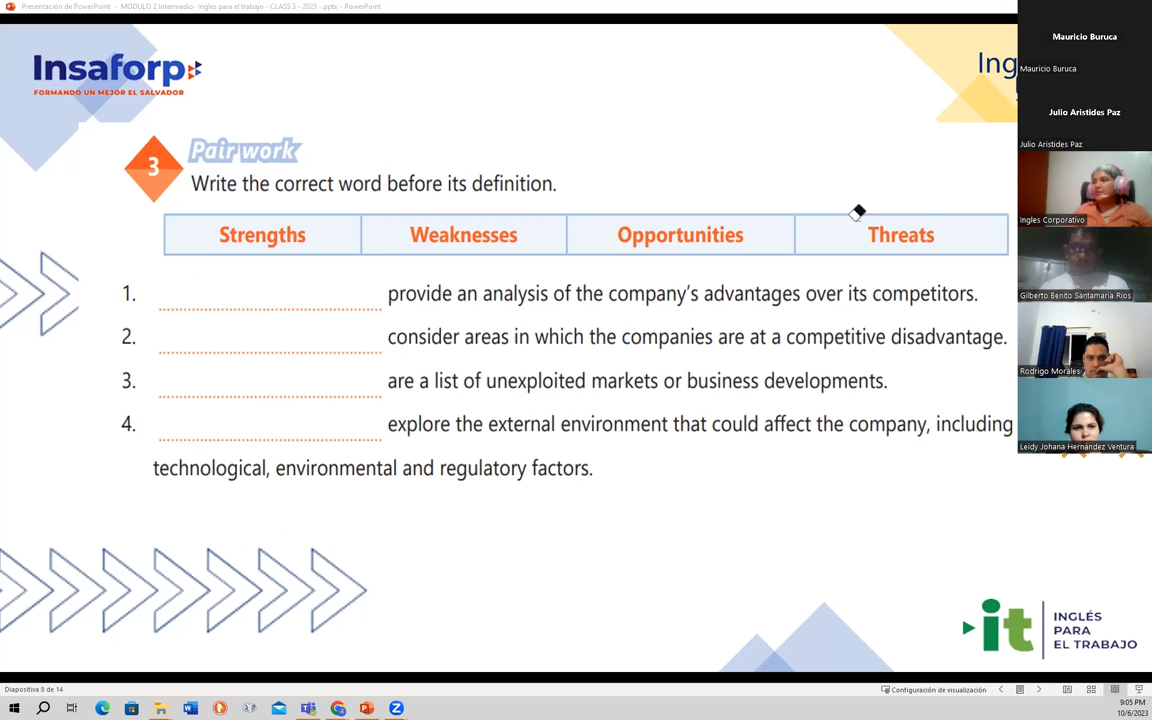 Presentación de PowerPoint - MODULO 2 Intermedio- ingles para el trabajo - CLASS 3 - 2023 -.pptx - PowerPoint
Insaforp
FORMANDO UN MEJOR EL SALVADOR
Ing
3
Pair work
Write the correct word before its definition.
Strengths Weaknesses Opportunities Threats
1. provide an analysis of the company's advantages over its competitors.
2. consider areas in which the companies are at a competitive disadvantage.
3. are a list of unexploited markets or business developments.
4. explore the external environment that could affect the company, including
technological, environmental and regulatory factors.
it
INGLÉS
PARA
EL TRABAJO
Mauricio Buruca
Mauricio Buruca
Julio Aristides Paz
Julio Aristides Paz
Ingles Corporativo
Gilberto Benito Santamaria Rios
Rodrigo Morales
Leidy Johana Hernández Ventura
Diapositiva 8 de 14
Configuración de visualización
9:05 PM
10/6/2023